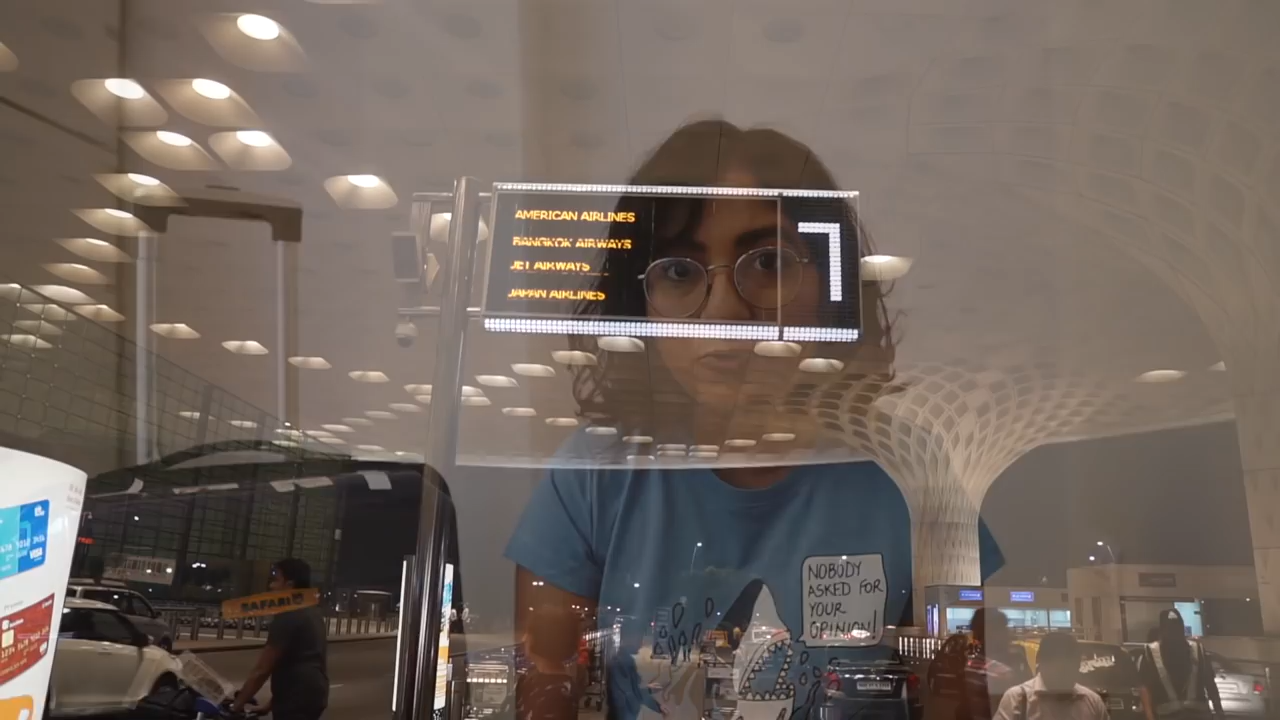 AMERICAN AIRLINES
BANGKOK AIRWAYS
JET AIRWAYS
JAPAN AIRLINES
7
SAFARI
NOBODY
ASKED FOR
YOUR
OPINION!
VISA